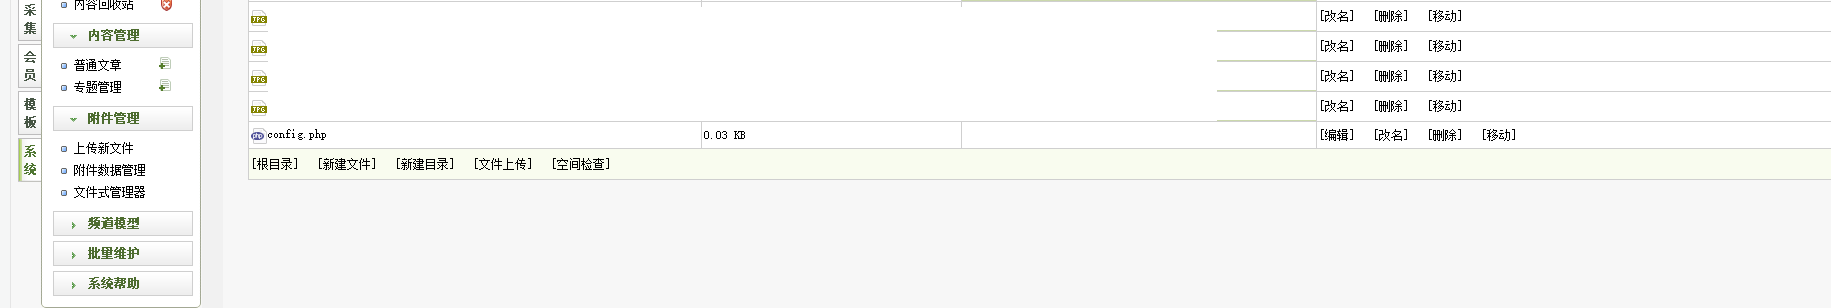 采集
会员
模板
系统
内容回收站
内容管理
普通文章
专题管理
附件管理
上传新文件
附件数据管理
文件式管理器
频道模型
批量维护
系统帮助
JPG [改名] [删除] [移动]
JPG [改名] [删除] [移动]
JPG [改名] [删除] [移动]
JPG [改名] [删除] [移动]
php config.php 0.03 KB [编辑] [改名] [删除] [移动]
[根目录] [新建文件] [新建目录] [文件上传] [空间检查]